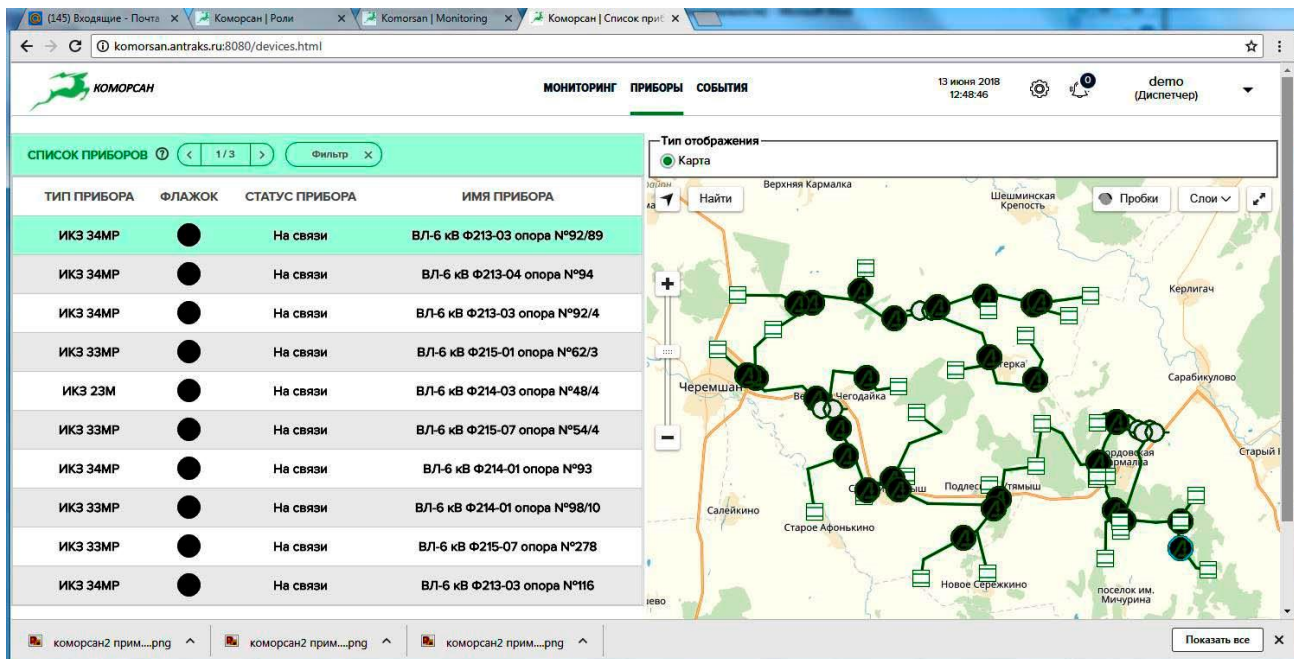 (145) Входящие - Почта
Коморсан | Роли
Komorsan | Monitoring
Коморсан | Список приб
komorsan.antraks.ru:8080/devices.html
КОМОРСАН
МОНИТОРИНГ ПРИБОРЫ СОБЫТИЯ
13 июня 2018
12:48:46
0
demo
(Диспетчер)
СПИСОК ПРИБОРОВ ? < 1/3 > Фильтр X
Тип отображения
Карта
ТИП ПРИБОРА ФЛАЖОК СТАТУС ПРИБОРА ИМЯ ПРИБОРА
ИКЗ 34МР На связи ВЛ-6 кВ Ф213-03 опора №92/89
ИКЗ 34МР На связи ВЛ-6 кВ Ф213-04 опора №94
ИКЗ 34МР На связи ВЛ-6 кВ Ф213-03 опора №92/4
ИКЗ 33МР На связи ВЛ-6 кВ Ф215-01 опора №62/3
ИКЗ 23М На связи ВЛ-6 кВ Ф214-03 опора №48/4
ИКЗ 33МР На связи ВЛ-6 кВ Ф215-07 опора №54/4
ИКЗ 34МР На связи ВЛ-6 кВ Ф214-01 опора №93
ИКЗ 33МР На связи ВЛ-6 кВ Ф214-01 опора №98/10
ИКЗ 33МР На связи ВЛ-6 кВ Ф215-07 опора №278
ИКЗ 34МР На связи ВЛ-6 кВ Ф213-03 опора №116
Найти
Верхняя Кармалка
Шешминская
Крепость
Пробки
Слои
Керлигач
Сарабикулово
Черемшан
Чегодайка
Старый
Подлес
тямыш
Салейкино
Старое Афонькино
Новое Сережкино
поселок им.
Мичурина
коморсан2 прим....png
коморсан2 прим....png
коморсан2 прим....png
Показать все